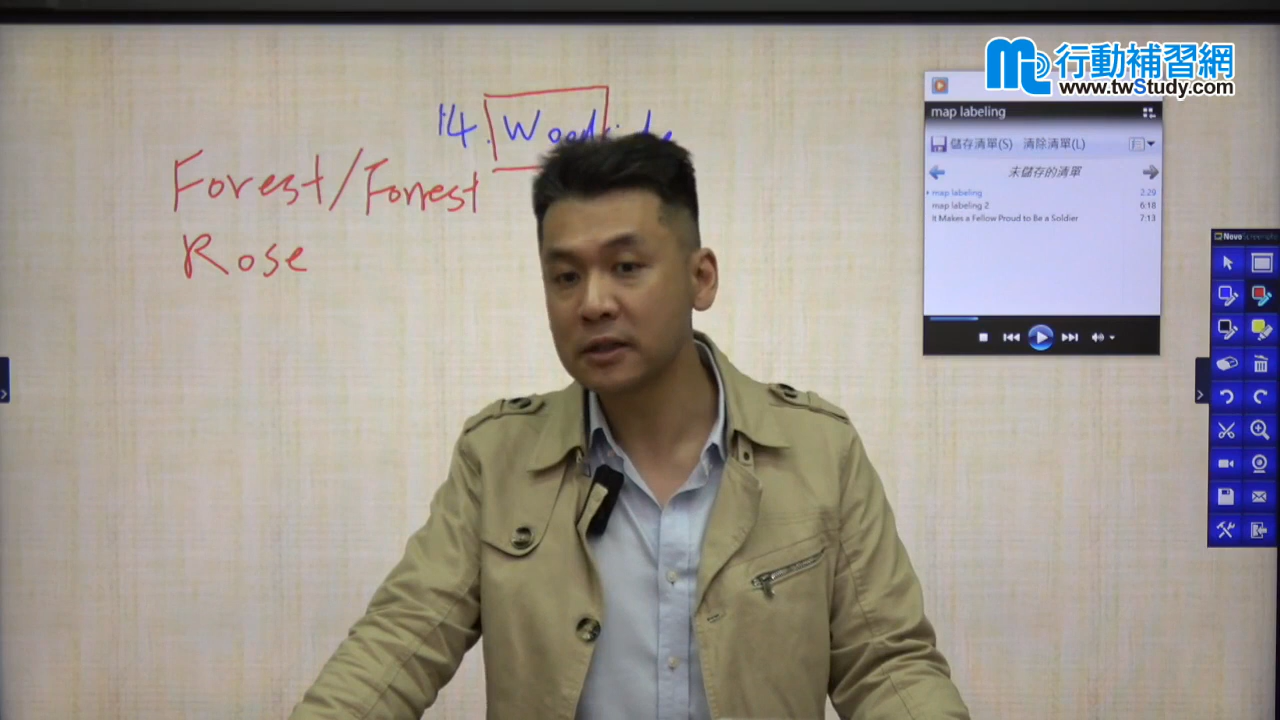 行動補習網
www.twStudy.com
map labeling
儲存清單(S) 清除清單(L)
未儲存的清單
map labeling 2:29
map labeling 2 6:18
It Makes a Fellow Proud to Be a Soldier 7:13
14.
Forest/Forrest
Rose
Novo